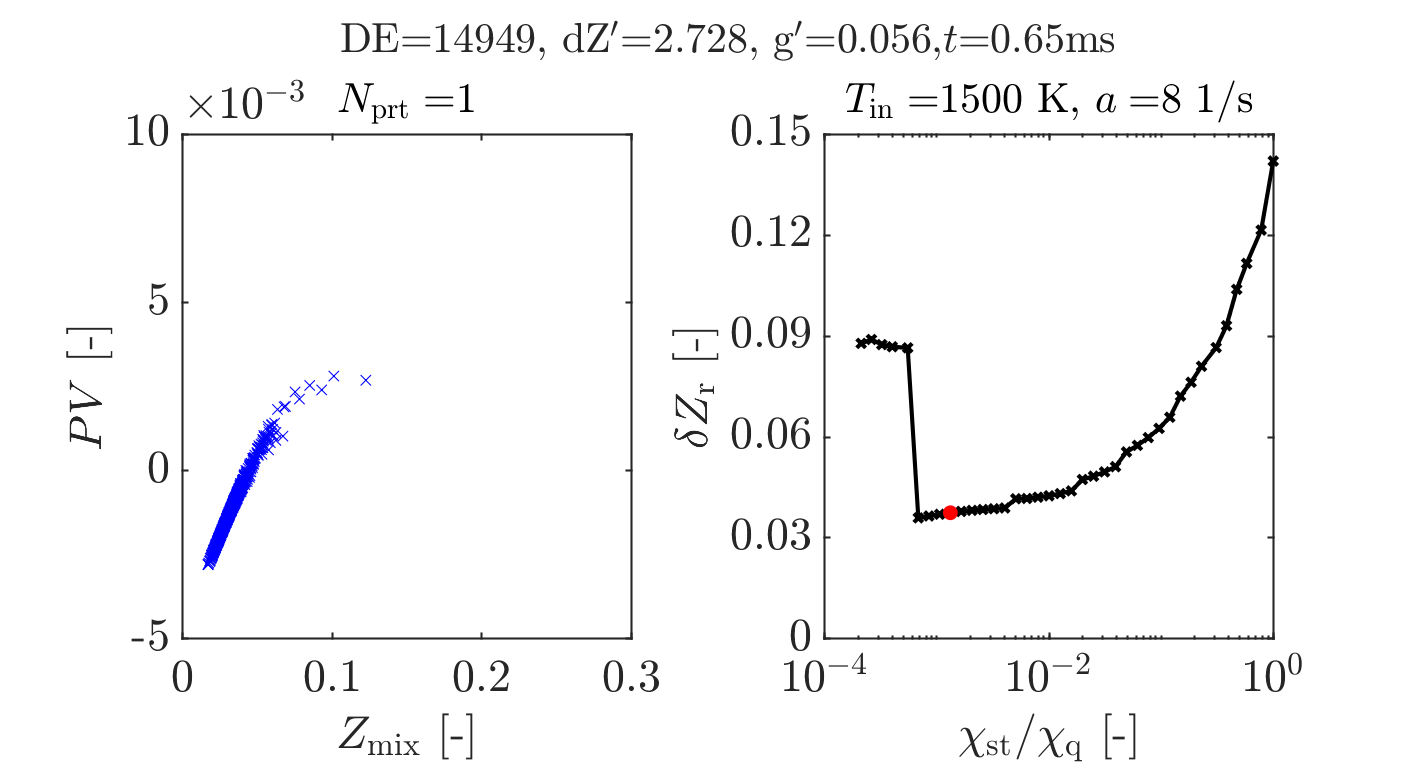 DE=14949, dZ′=2.728, g′=0.056,t=0.65ms
×10⁻³ N_prt =1
10
5
0
-5
0 0.1 0.2 0.3
PV [-]
Z_mix [-]
T_in =1500 K, a =8 1/s
0.15
0.12
0.09
0.06
0.03
0
10⁻⁴ 10⁻² 10⁰
δZ_r [-]
χ_st/χ_q [-]